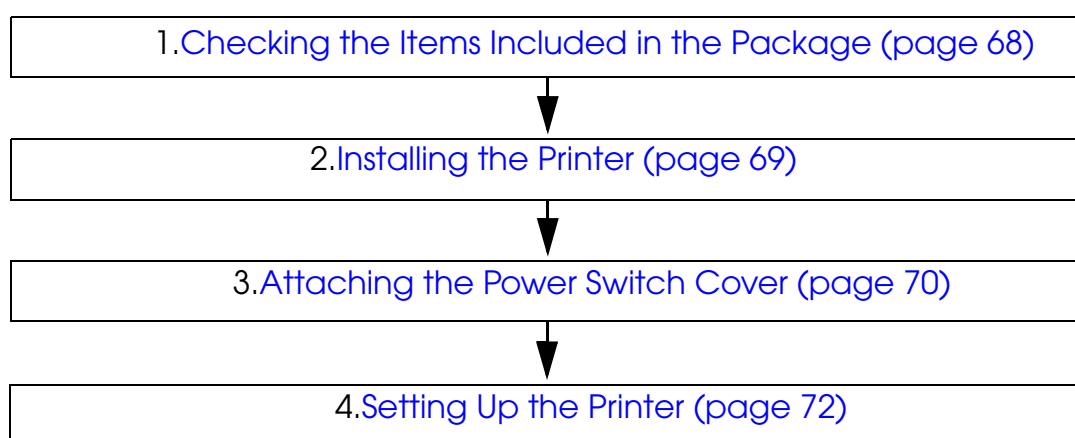 1.Checking the Items Included in the Package (page 68)
2.Installing the Printer (page 69)
3.Attaching the Power Switch Cover (page 70)
4.Setting Up the Printer (page 72)